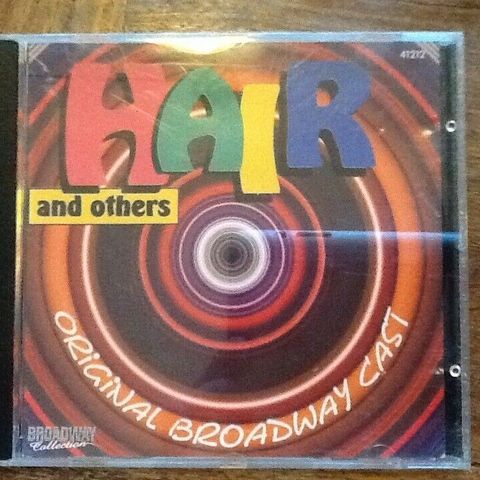 41212
HAIR
and others
ORiGiNAL BROADWAY CAST
BROADWAY
Collection